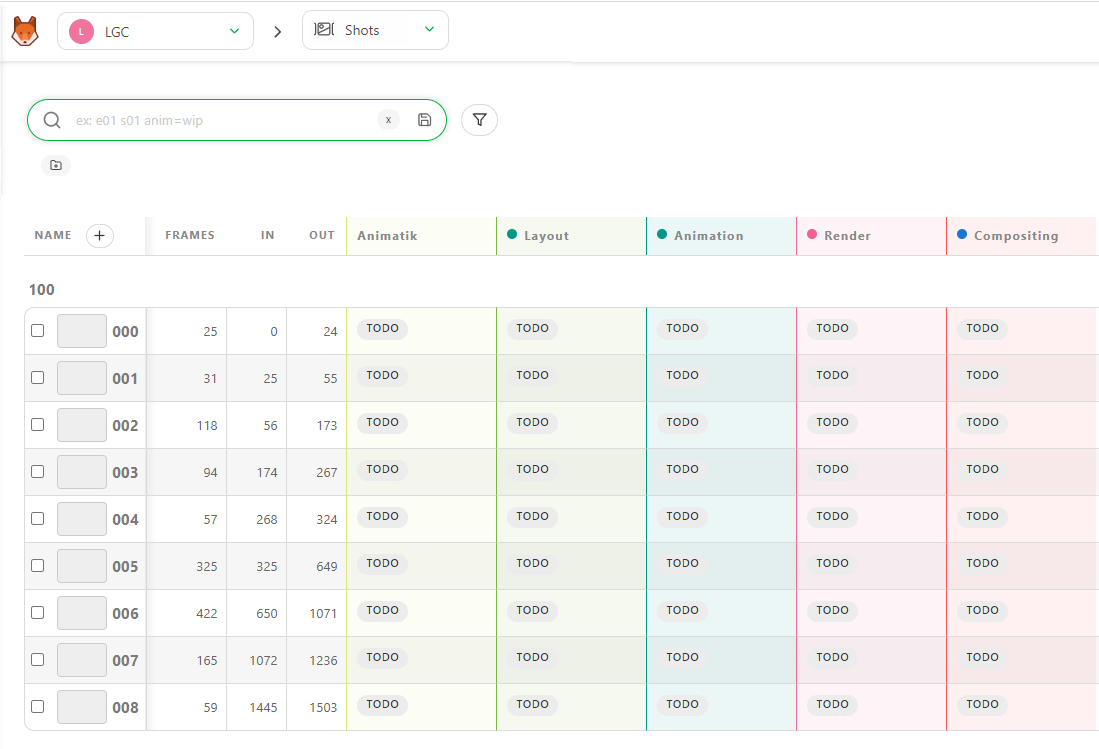 L LGC Shots
ex: e01 s01 anim=wip x
NAME + FRAMES IN OUT Animatik Layout Animation Render Compositing
100
000 25 0 24 TODO TODO TODO TODO TODO
001 31 25 55 TODO TODO TODO TODO TODO
002 118 56 173 TODO TODO TODO TODO TODO
003 94 174 267 TODO TODO TODO TODO TODO
004 57 268 324 TODO TODO TODO TODO TODO
005 325 325 649 TODO TODO TODO TODO TODO
006 422 650 1071 TODO TODO TODO TODO TODO
007 165 1072 1236 TODO TODO TODO TODO TODO
008 59 1445 1503 TODO TODO TODO TODO TODO